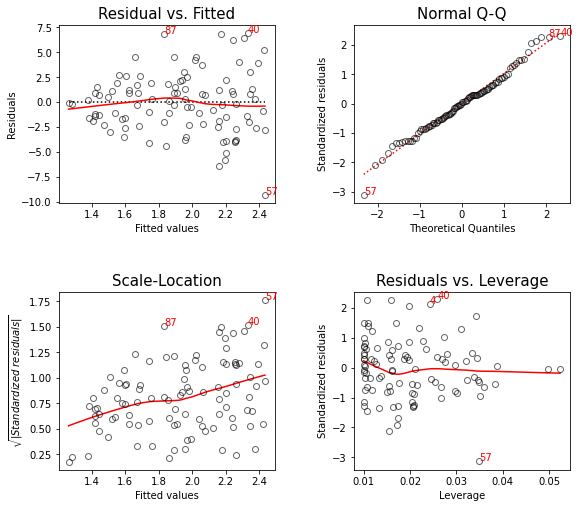 Residual vs. Fitted
Residuals
7.5
5.0
2.5
0.0
−2.5
−5.0
−7.5
−10.0
87
40
57
1.4 1.6 1.8 2.0 2.2 2.4
Fitted values
Normal Q-Q
Standardized residuals
2
1
0
−1
−2
−3
87
40
57
−2 −1 0 1 2
Theoretical Quantiles
Scale-Location
√|Standardized residuals|
1.75
1.50
1.25
1.00
0.75
0.50
0.25
87
40
57
1.4 1.6 1.8 2.0 2.2 2.4
Fitted values
Residuals vs. Leverage
Standardized residuals
2
1
0
−1
−2
−3
40
57
0.01 0.02 0.03 0.04 0.05
Leverage